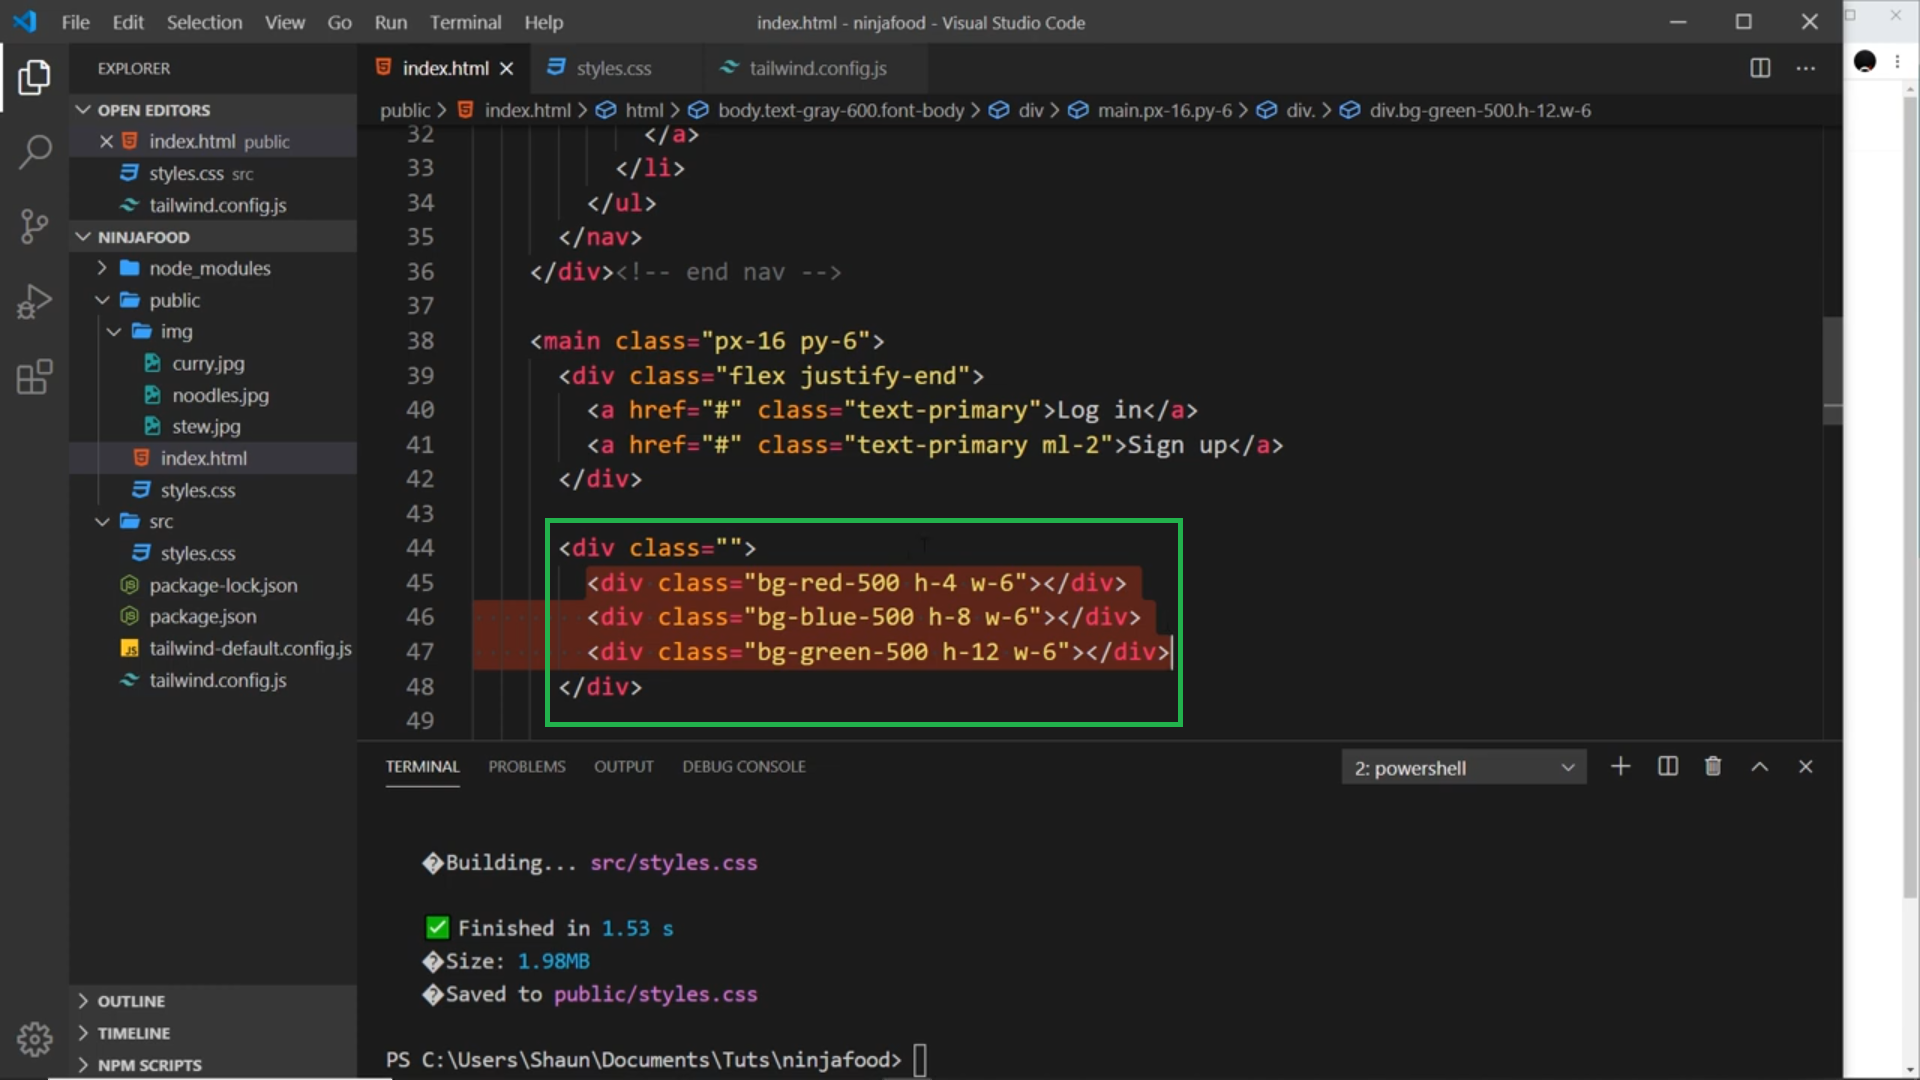 File Edit Selection View Go Run Terminal Help
index.html - ninjafood - Visual Studio Code
EXPLORER
OPEN EDITORS
index.html public
styles.css src
tailwind.config.js
NINJAFOOD
node_modules
public
img
curry.jpg
noodles.jpg
stew.jpg
index.html
styles.css
src
styles.css
package-lock.json
package.json
JS tailwind-default.config.js
tailwind.config.js
OUTLINE
TIMELINE
NPM SCRIPTS
index.html styles.css tailwind.config.js
public > index.html > html > body.text-gray-600.font-body > div > main.px-16.py-6 > div. > div.bg-green-500.h-12.w-6
32 </a>
33 </li>
34 </ul>
35 </nav>
36 </div><!-- end nav -->
37
38 <main class="px-16 py-6">
39 <div class="flex justify-end">
40 <a href="#" class="text-primary">Log in</a>
41 <a href="#" class="text-primary ml-2">Sign up</a>
42 </div>
43
44 <div class="">
45 <div class="bg-red-500 h-4 w-6"></div>
46 <div class="bg-blue-500 h-8 w-6"></div>
47 <div class="bg-green-500 h-12 w-6"></div>
48 </div>
49
TERMINAL PROBLEMS OUTPUT DEBUG CONSOLE
2: powershell
�Building... src/styles.css
✅ Finished in 1.53 s
�Size: 1.98MB
�Saved to public/styles.css
PS C:\Users\Shaun\Documents\Tuts\ninjafood>